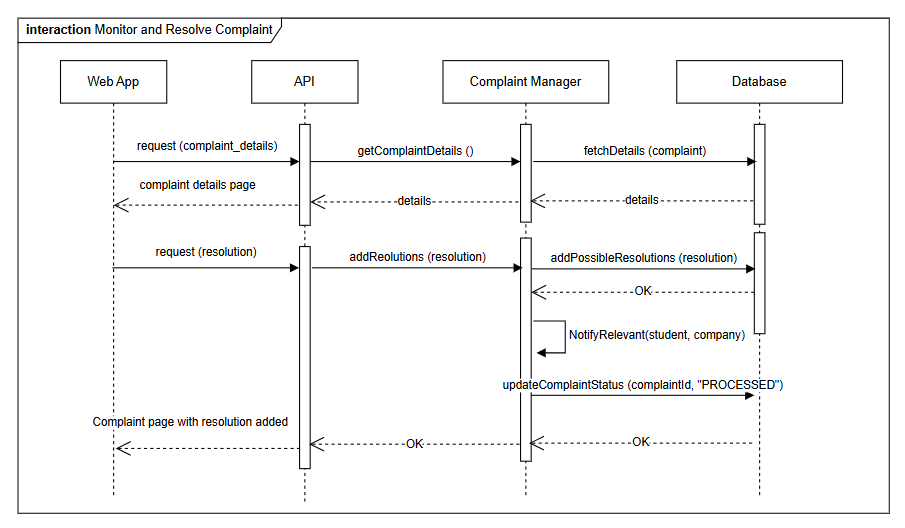 interaction Monitor and Resolve Complaint
Web App
API
Complaint Manager
Database
request (complaint_details)
getComplaintDetails ()
fetchDetails (complaint)
complaint details page
details
details
request (resolution)
addReolutions (resolution)
addPossibleResolutions (resolution)
OK
NotifyRelevant(student, company)
updateComplaintStatus (complaintId, "PROCESSED")
Complaint page with resolution added
OK
OK